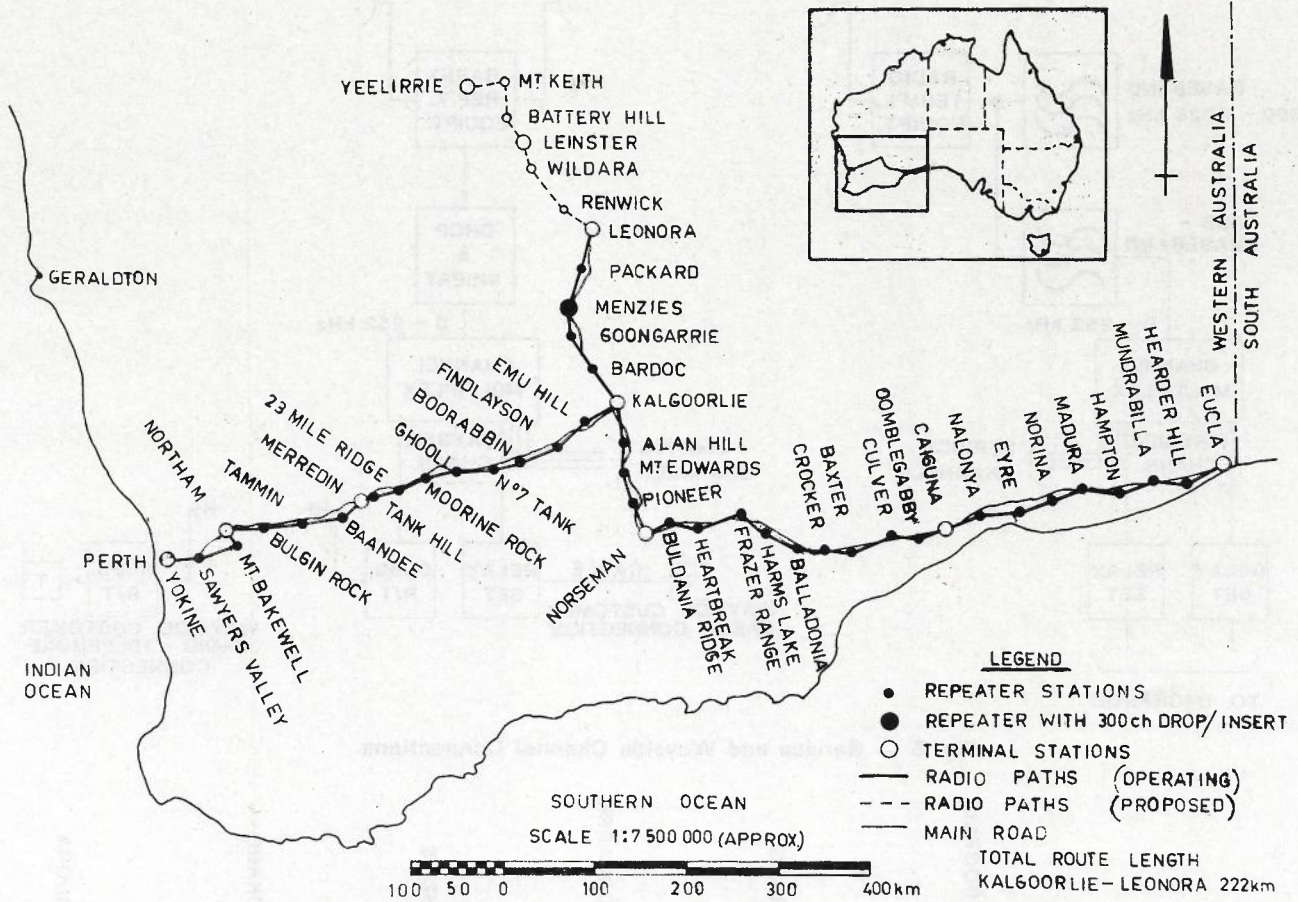 YEELIRRIE
MT. KEITH
BATTERY HILL
LEINSTER
WILDARA
RENWICK
LEONORA
GERALDTON
PACKARD
MENZIES
GOONGARRIE
BARDOC
KALGOORLIE
EMU HILL
FINDLAYSON
BOORABBIN
GHOOLI
23 MILE RIDGE
MERREDIN
NORTHAM
TAMMIN
PERTH
YOKINE
SAWYERS VALLEY
MT. BAKEWELL
BULGIN ROCK
BAANDEE
TANK HILL
MOORINE ROCK
Nº7 TANK
ALAN HILL
MT EDWARDS
PIONEER
NORSEMAN
BULDANIA RIDGE
HEARTBREAK
FRAZER RANGE
HARMS LAKE
BALLADONIA
CROCKER
BAXTER
CULVER
OOMBLEGABBY
CAIGUNA
NALONYA
EYRE
NORINA
MADURA
HAMPTON
MUNDRABILLA
HEARDER HILL
EUCLA
WESTERN AUSTRALIA
SOUTH AUSTRALIA
INDIAN
OCEAN
SOUTHERN OCEAN
SCALE 1:7 500 000 (APPROX.)
100 50 0 100 200 400km
LEGEND
REPEATER STATIONS
REPEATER WITH 300ch DROP/INSERT
TERMINAL STATIONS
RADIO PATHS (OPERATING)
RADIO PATHS (PROPOSED)
MAIN ROAD
TOTAL ROUTE LENGTH
KALGOORLIE-LEONORA 222km